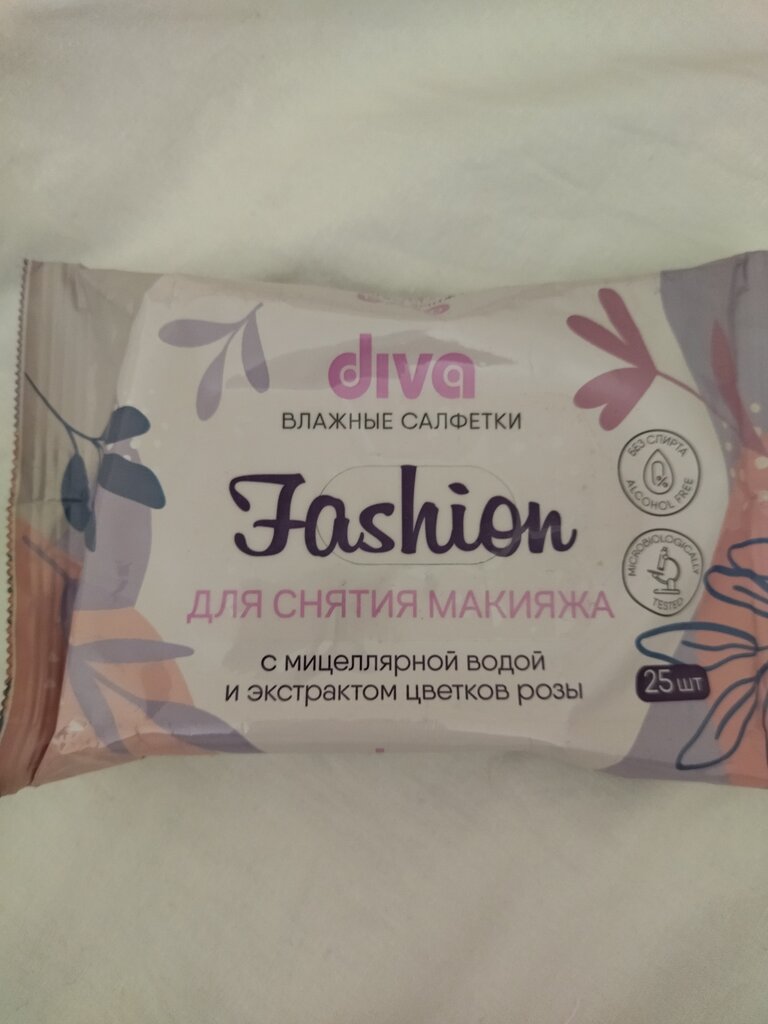 diva
ВЛАЖНЫЕ САЛФЕТКИ
Fashion
ДЛЯ СНЯТИЯ МАКИЯЖА
С МИЦЕЛЛЯРНОЙ ВОДОЙ
И ЭКСТРАКТОМ ЦВЕТКОВ РОЗЫ
БЕЗ СПИРТА
%
ALCOHOL FREE
MICROBIOLOGICALLY
TESTED
25 ШТ